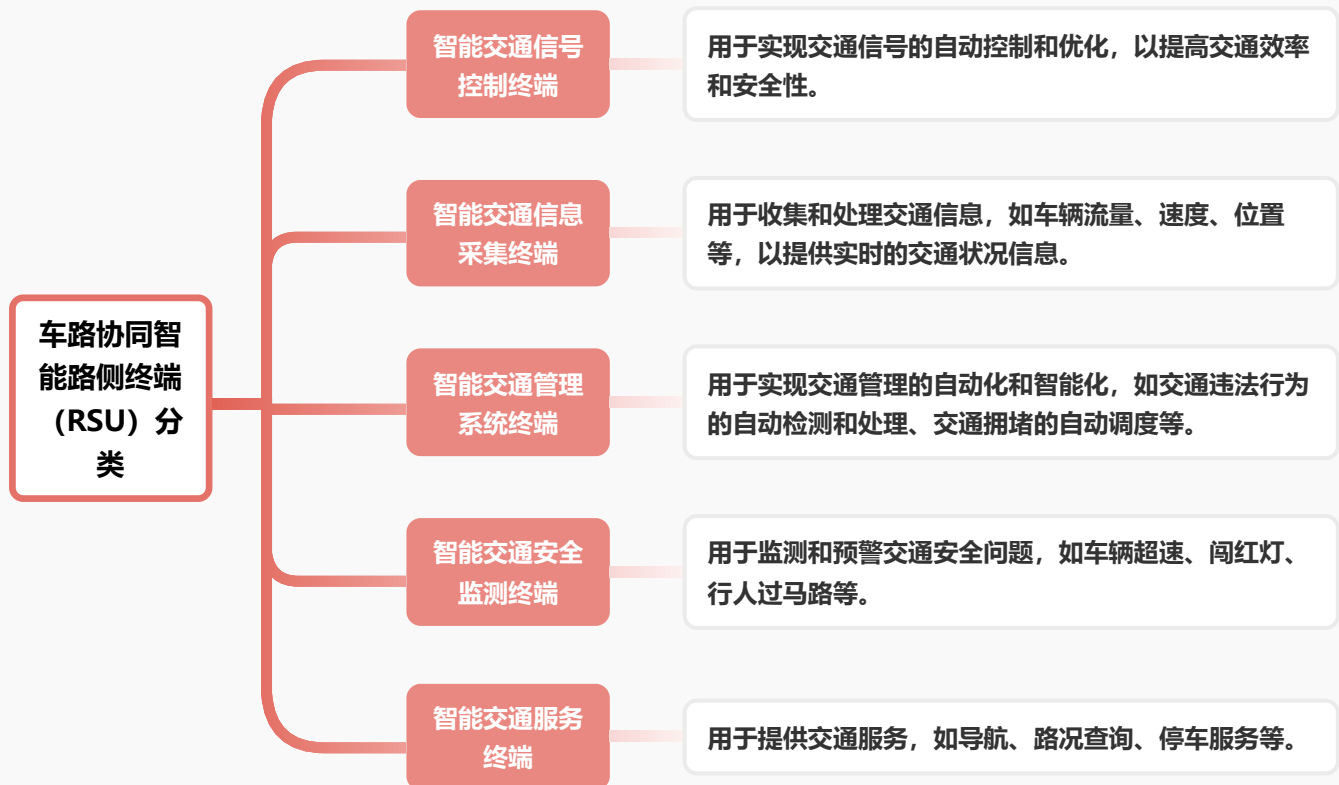 车路协同智
能路侧终端
（RSU）分
类
智能交通信号
控制终端
用于实现交通信号的自动控制和优化，以提高交通效率
和安全性。
智能交通信息
采集终端
用于收集和处理交通信息，如车辆流量、速度、位置
等，以提供实时的交通状况信息。
智能交通管理
系统终端
用于实现交通管理的自动化和智能化，如交通违法行为
的自动检测和处理、交通拥堵的自动调度等。
智能交通安全
监测终端
用于监测和预警交通安全问题，如车辆超速、闯红灯、
行人过马路等。
智能交通服务
终端
用于提供交通服务，如导航、路况查询、停车服务等。